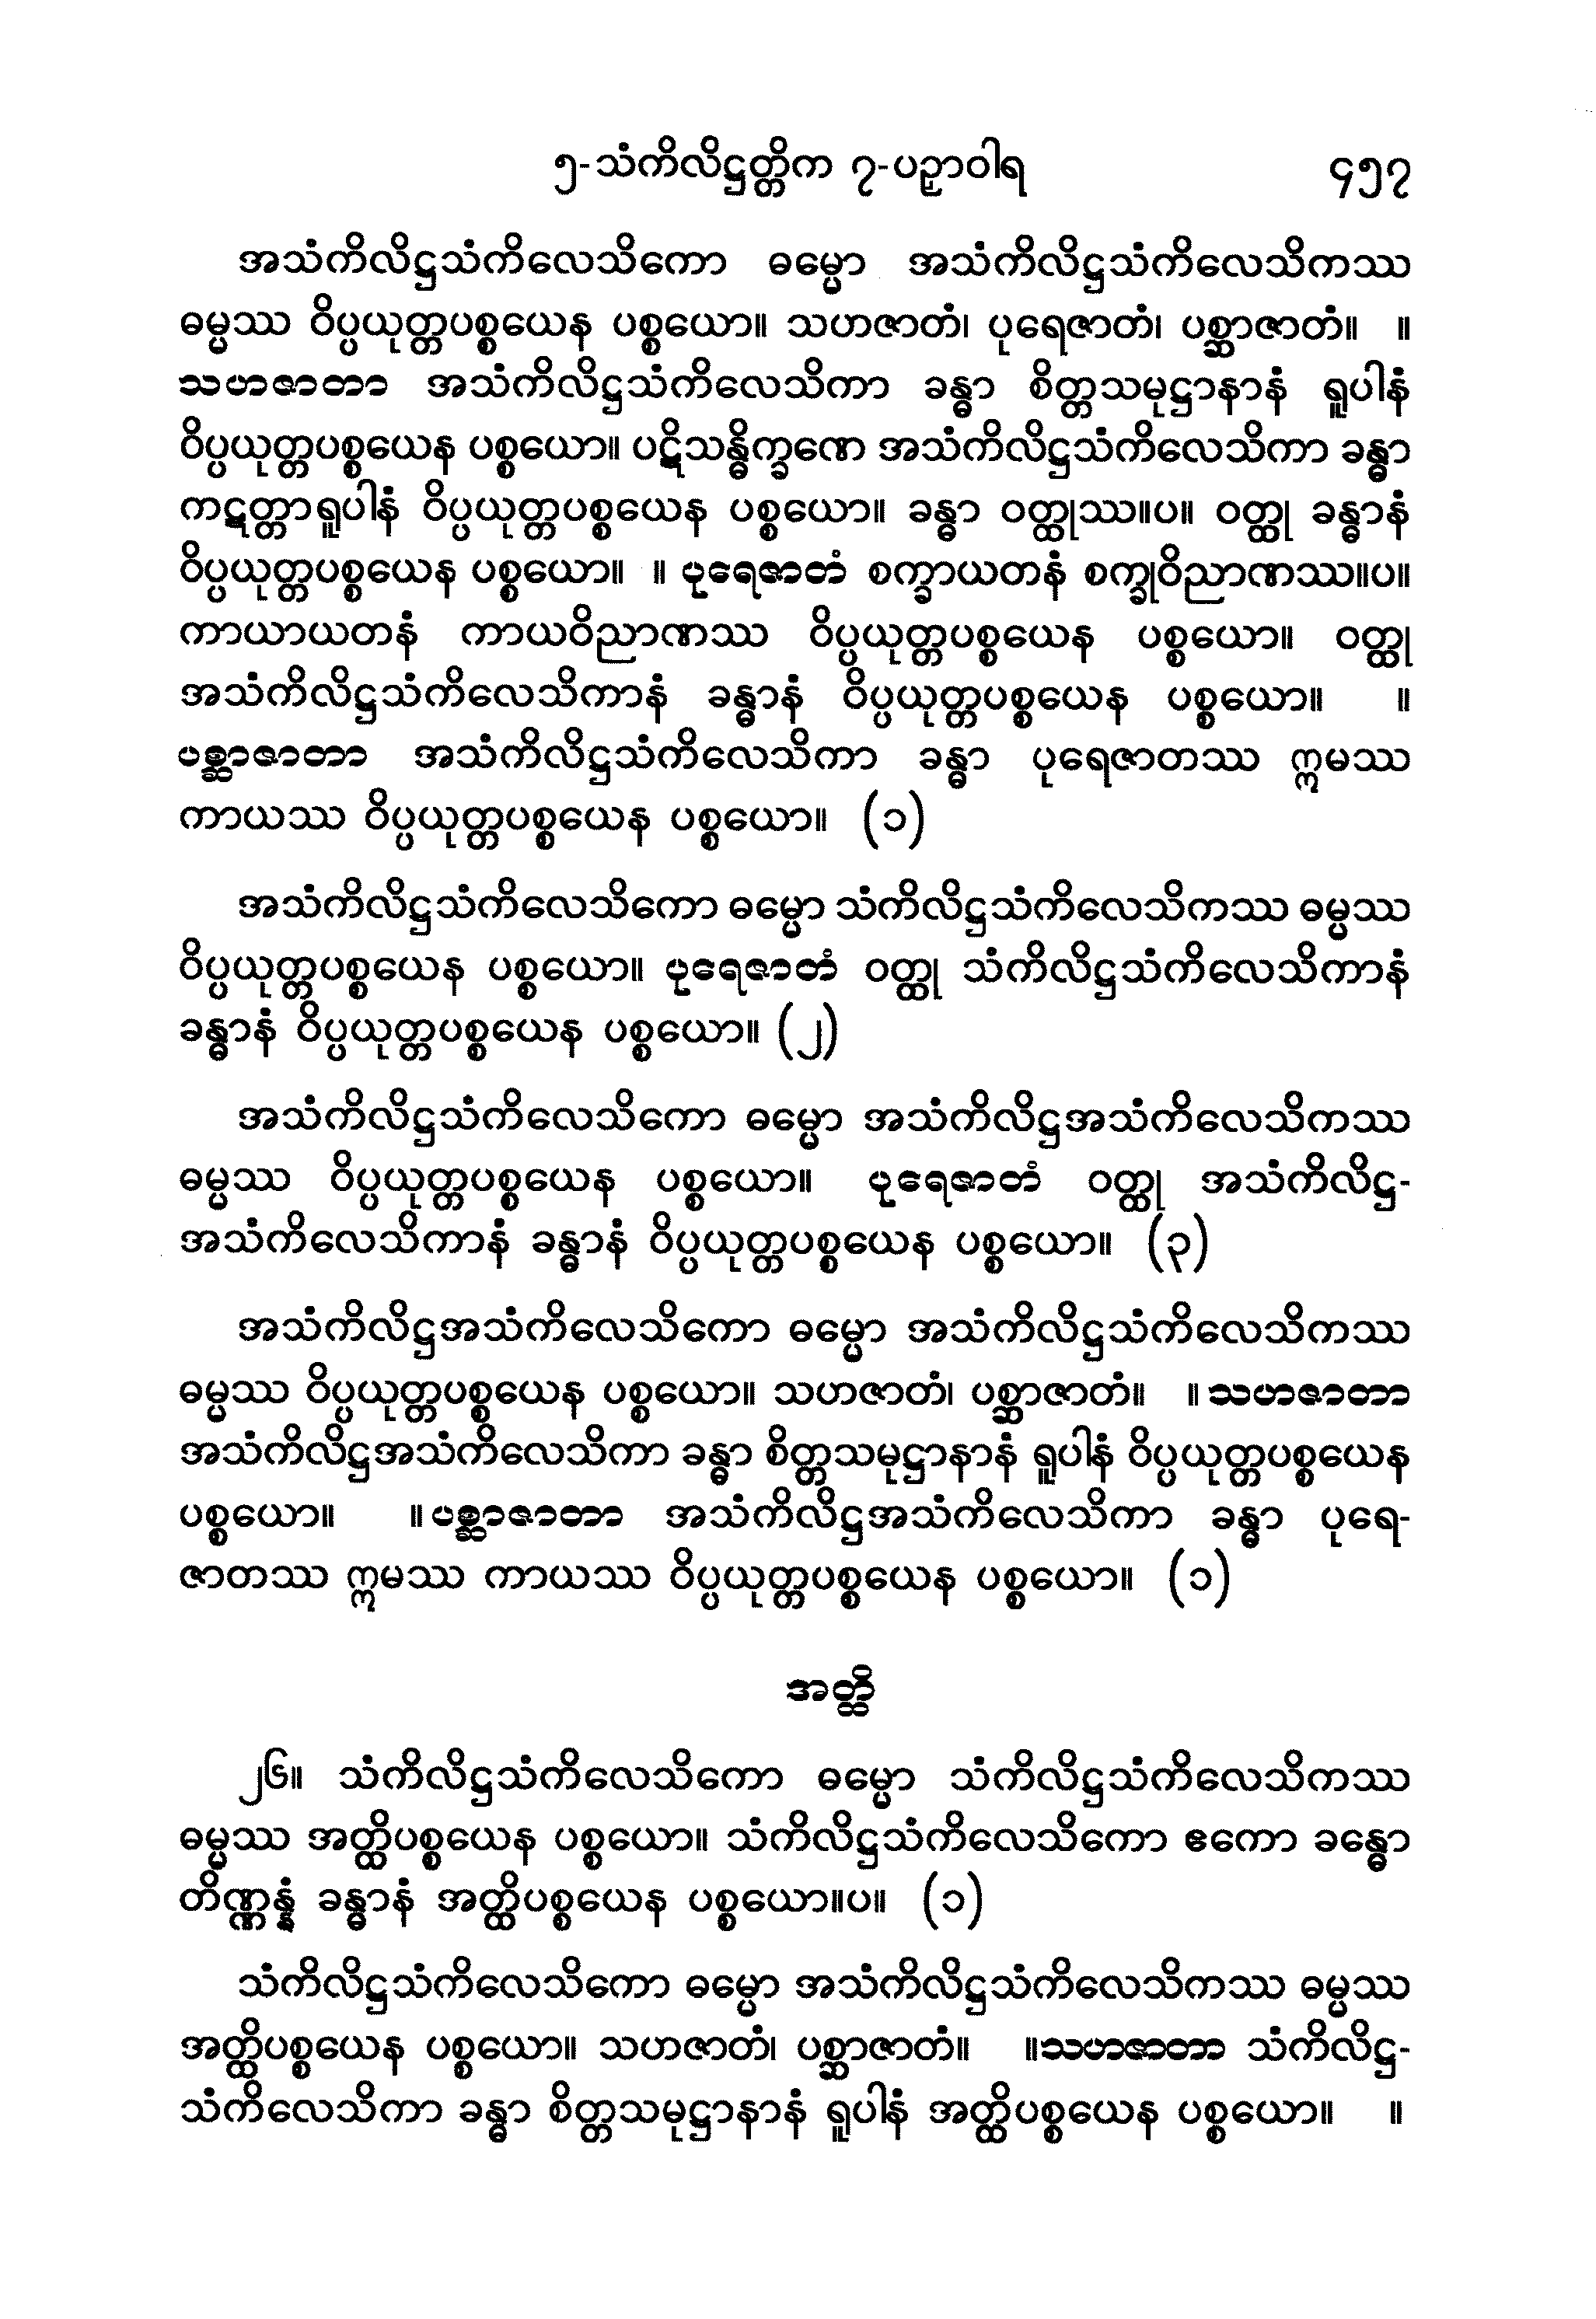 ၅-သံကိလိဋ္ဌတ္တိက ၇-ပဉှာဝါရ ၄၅၇
အသံကိလိဋ္ဌသံကိလေသိကော ဓမ္မော အသံကိလိဋ္ဌသံကိလေသိကဿ
ဓမ္မဿ ဝိပ္ပယုတ္တပစ္စယေန ပစ္စယော။ သဟဇာတံ၊ ပုရေဇာတံ၊ ပစ္ဆာဇာတံ။ ။
သဟဇာတာ အသံကိလိဋ္ဌသံကိလေသိကာ ခန္ဓာ စိတ္တသမုဋ္ဌာနာနံ ရူပါနံ
ဝိပ္ပယုတ္တပစ္စယေန ပစ္စယော။ ပဋိသန္ဓိက္ခဏေ အသံကိလိဋ္ဌသံကိလေသိကာ ခန္ဓာ
ကဋတ္တာရူပါနံ ဝိပ္ပယုတ္တပစ္စယေန ပစ္စယော။ ခန္ဓာ ဝတ္ထုဿ။ပ။ ဝတ္ထု ခန္ဓာနံ
ဝိပ္ပယုတ္တပစ္စယေန ပစ္စယော။ ။ ပုရေဇာတံ စက္ခာယတနံ စက္ခုဝိညာဏဿ။ပ။
ကာယာယတနံ ကာယဝိညာဏဿ ဝိပ္ပယုတ္တပစ္စယေန ပစ္စယော။ ဝတ္ထု
အသံကိလိဋ္ဌသံကိလေသိကာနံ ခန္ဓာနံ ဝိပ္ပယုတ္တပစ္စယေန ပစ္စယော။ ။
ပစ္ဆာဇာတာ အသံကိလိဋ္ဌသံကိလေသိကာ ခန္ဓာ ပုရေဇာတဿ ဣမဿ
ကာယဿ ဝိပ္ပယုတ္တပစ္စယေန ပစ္စယော။ (၁)
အသံကိလိဋ္ဌသံကိလေသိကော ဓမ္မော သံကိလိဋ္ဌသံကိလေသိကဿ ဓမ္မဿ
ဝိပ္ပယုတ္တပစ္စယေန ပစ္စယော။ ပုရေဇာတံ ဝတ္ထု သံကိလိဋ္ဌသံကိလေသိကာနံ
ခန္ဓာနံ ဝိပ္ပယုတ္တပစ္စယေန ပစ္စယော။ (၂)
အသံကိလိဋ္ဌသံကိလေသိကော ဓမ္မော အသံကိလိဋ္ဌအသံကိလေသိကဿ
ဓမ္မဿ ဝိပ္ပယုတ္တပစ္စယေန ပစ္စယော။ ပုရေဇာတံ ဝတ္ထု အသံကိလိဋ္ဌ-
အသံကိလေသိကာနံ ခန္ဓာနံ ဝိပ္ပယုတ္တပစ္စယေန ပစ္စယော။ (၃)
အသံကိလိဋ္ဌအသံကိလေသိကော ဓမ္မော အသံကိလိဋ္ဌသံကိလေသိကဿ
ဓမ္မဿ ဝိပ္ပယုတ္တပစ္စယေန ပစ္စယော။ သဟဇာတံ၊ ပစ္ဆာဇာတံ။ ။ သဟဇာတာ
အသံကိလိဋ္ဌအသံကိလေသိကာ ခန္ဓာ စိတ္တသမုဋ္ဌာနာနံ ရူပါနံ ဝိပ္ပယုတ္တပစ္စယေန
ပစ္စယော။ ။ ပစ္ဆာဇာတာ အသံကိလိဋ္ဌအသံကိလေသိကာ ခန္ဓာ ပုရေ-
ဇာတဿ ဣမဿ ကာယဿ ဝိပ္ပယုတ္တပစ္စယေန ပစ္စယော။ (၁)
အတ္ထိ
၂၆။ သံကိလိဋ္ဌသံကိလေသိကော ဓမ္မော သံကိလိဋ္ဌသံကိလေသိကဿ
ဓမ္မဿ အတ္ထိပစ္စယေန ပစ္စယော။ သံကိလိဋ္ဌသံကိလေသိကော ဧကော ခန္ဓော
တိဏ္ဏန္နံ ခန္ဓာနံ အတ္ထိပစ္စယေန ပစ္စယော။ပ။ (၁)
သံကိလိဋ္ဌသံကိလေသိကော ဓမ္မော အသံကိလိဋ္ဌသံကိလေသိကဿ ဓမ္မဿ
အတ္ထိပစ္စယေန ပစ္စယော။ သဟဇာတံ၊ ပစ္ဆာဇာတံ။ ။သဟဇာတာ သံကိလိဋ္ဌ-
သံကိလေသိကာ ခန္ဓာ စိတ္တသမုဋ္ဌာနာနံ ရူပါနံ အတ္ထိပစ္စယေန ပစ္စယော။ ။